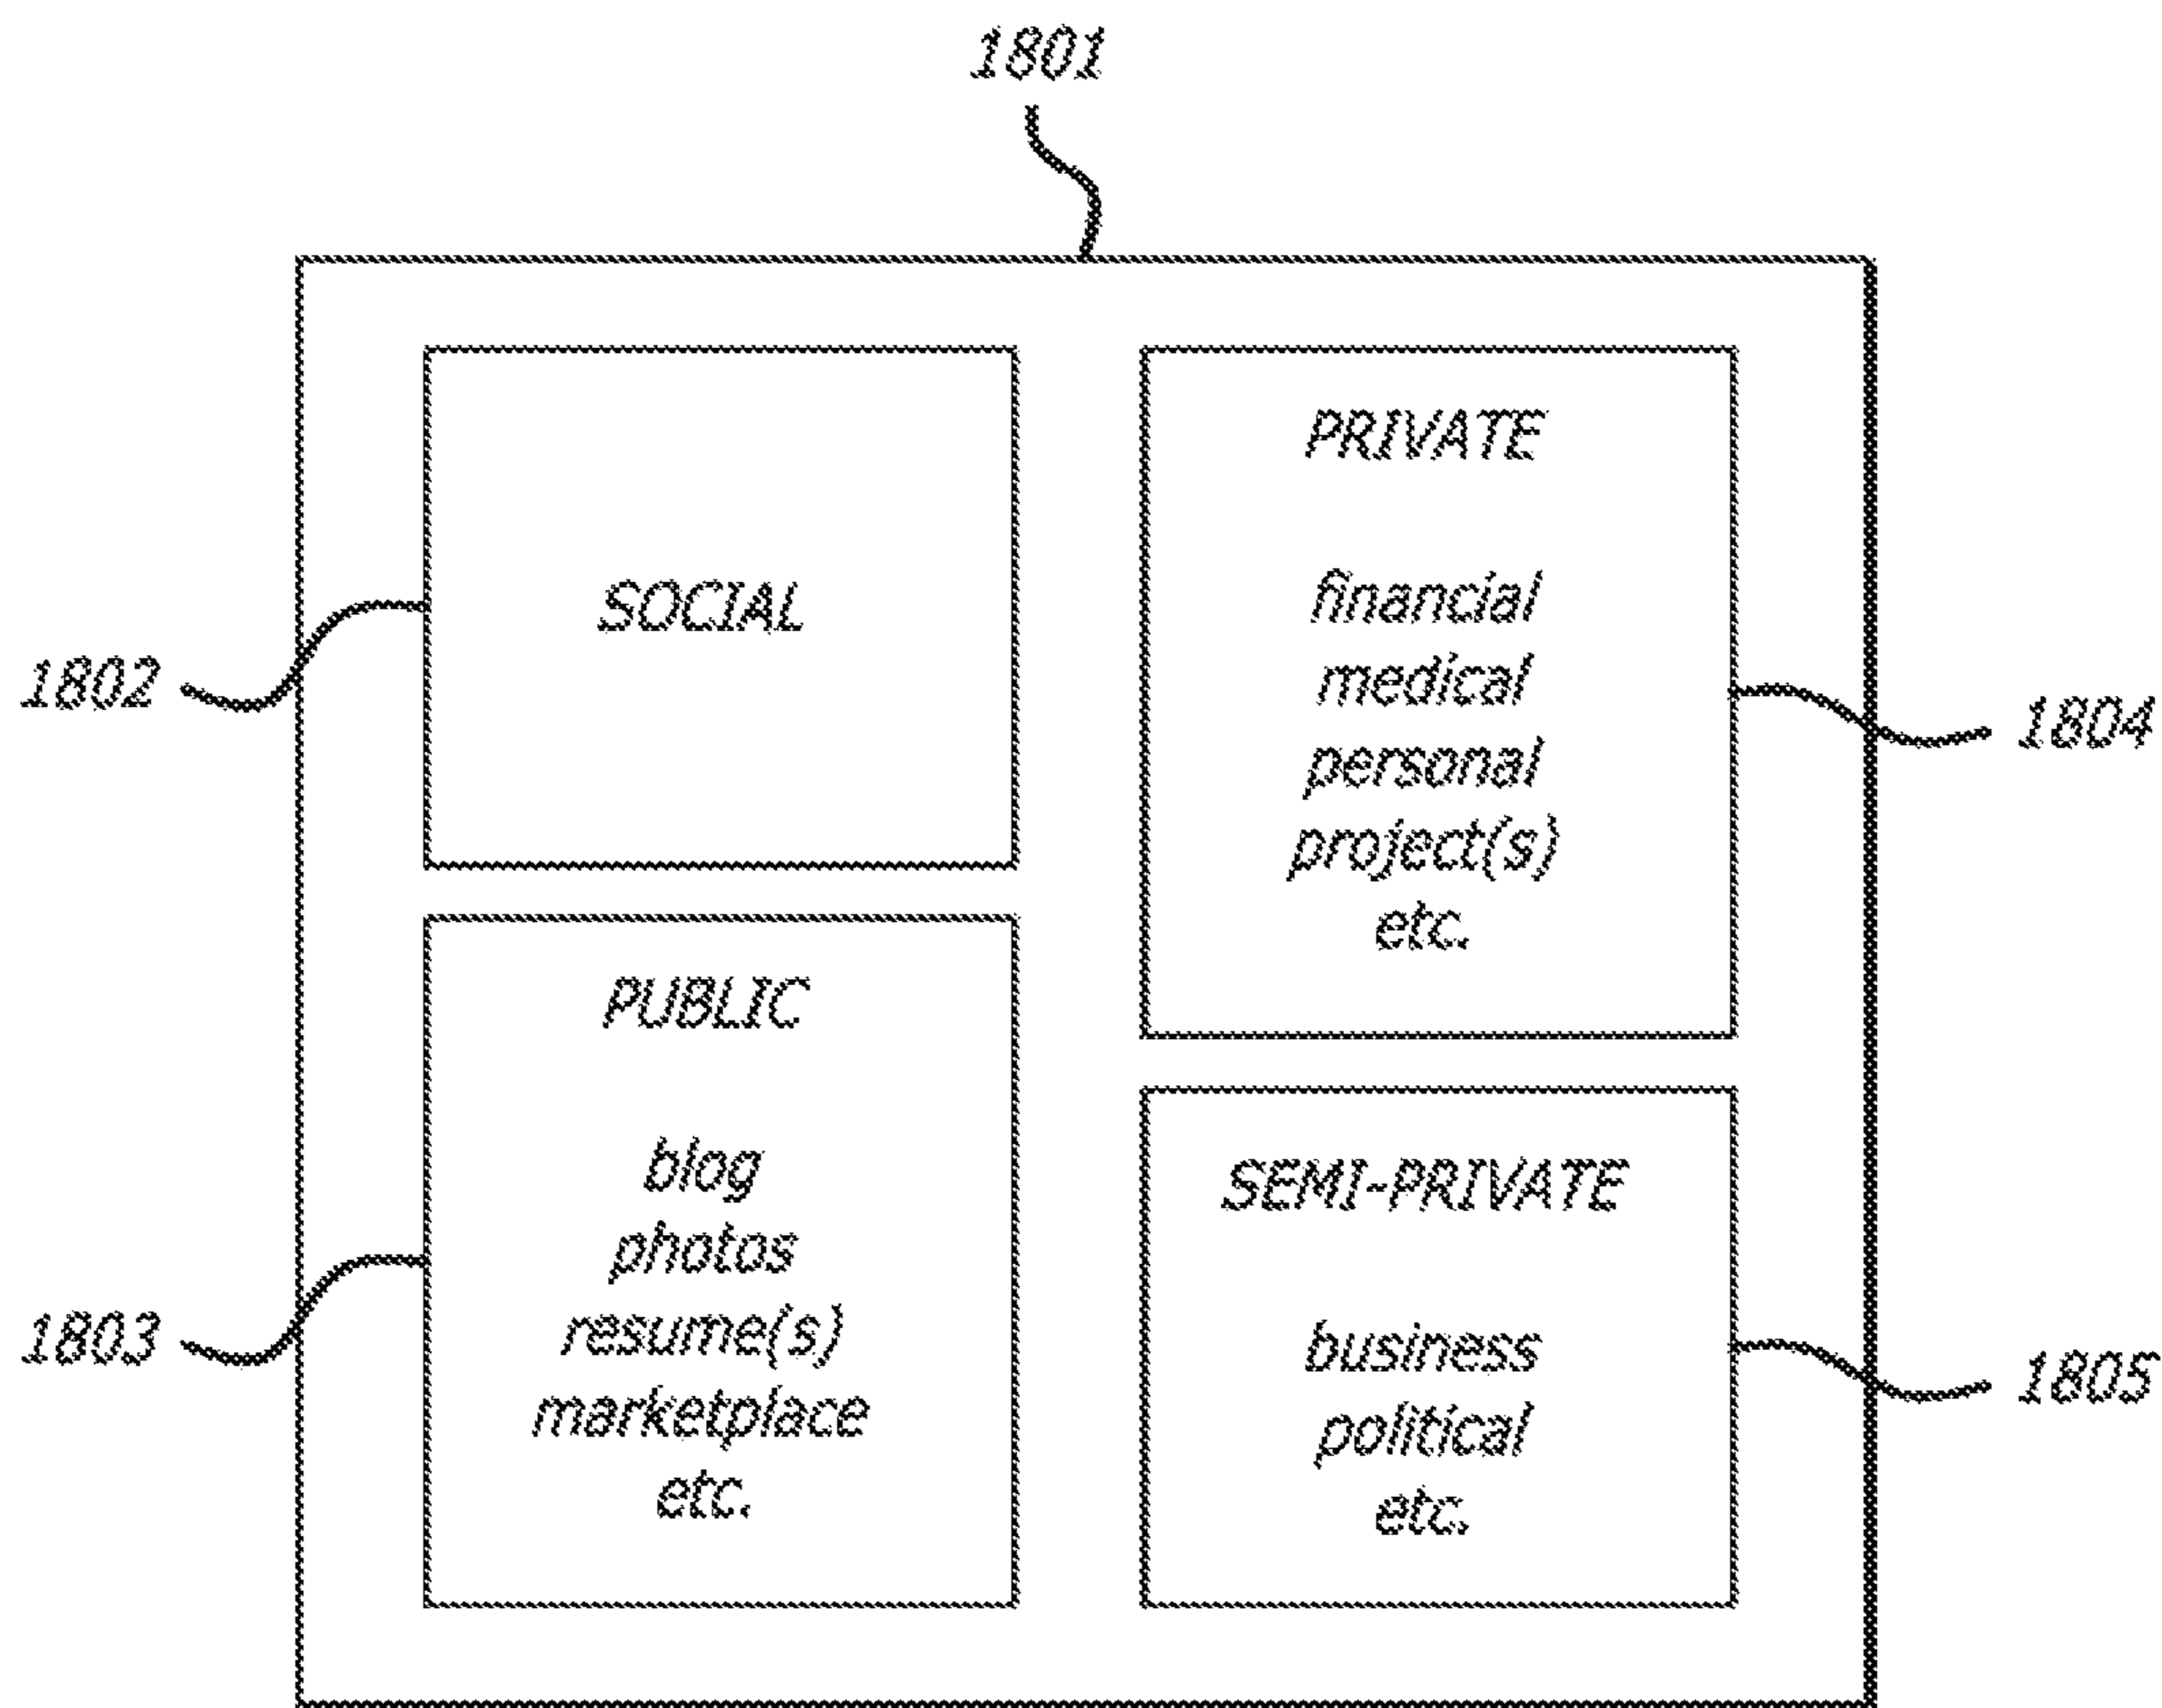 1801
SOCIAL
1802
PUBLIC
blog
photos
resume(s)
marketplace
etc.
1803
PRIVATE
financial
medical
personal
project(s)
etc.
1804
SEMI-PRIVATE
business
political
etc.
1805